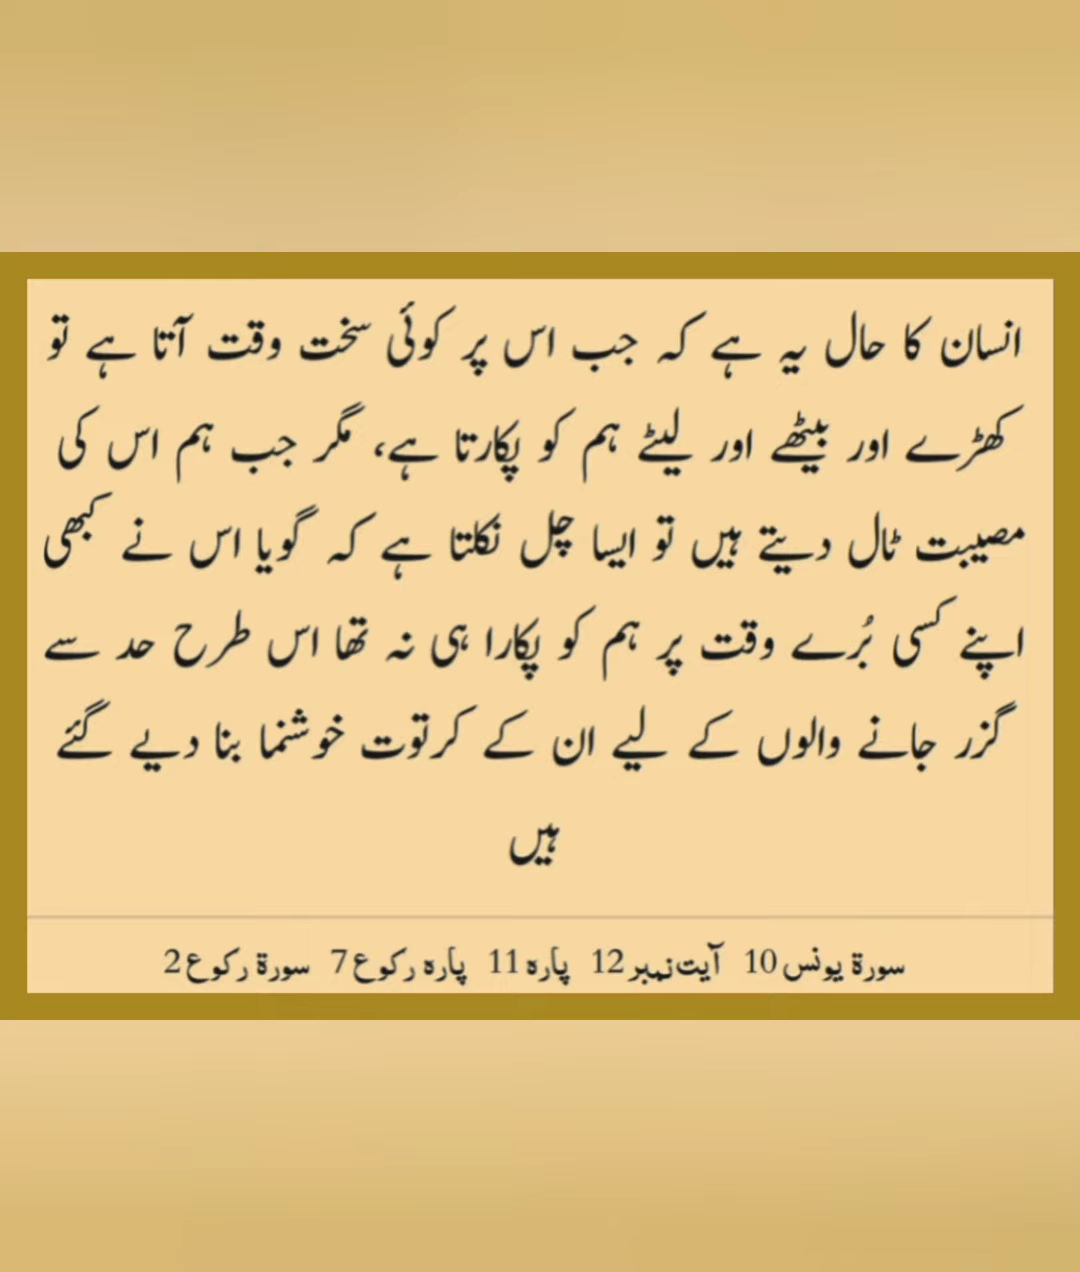 انسان کا حال یہ ہے کہ جب اس پر کوئی سخت وقت آتا ہے تو
کھڑے اور بیٹھے اور لیٹے ہم کو پکارتا ہے، مگر جب ہم اس کی
مصیبت ٹال دیتے ہیں تو ایسا چل نکلتا ہے کہ گویا اس نے کبھی
اپنے کسی بُرے وقت پر ہم کو پکارا ہی نہ تھا اس طرح حد سے
گزر جانے والوں کے لیے ان کے کرتوت خوشنما بنا دیے گئے
ہیں
سورۃ یونس 10 آیت نمبر 12 پارہ 11 پارہ رکوع 7 سورۃ رکوع 2